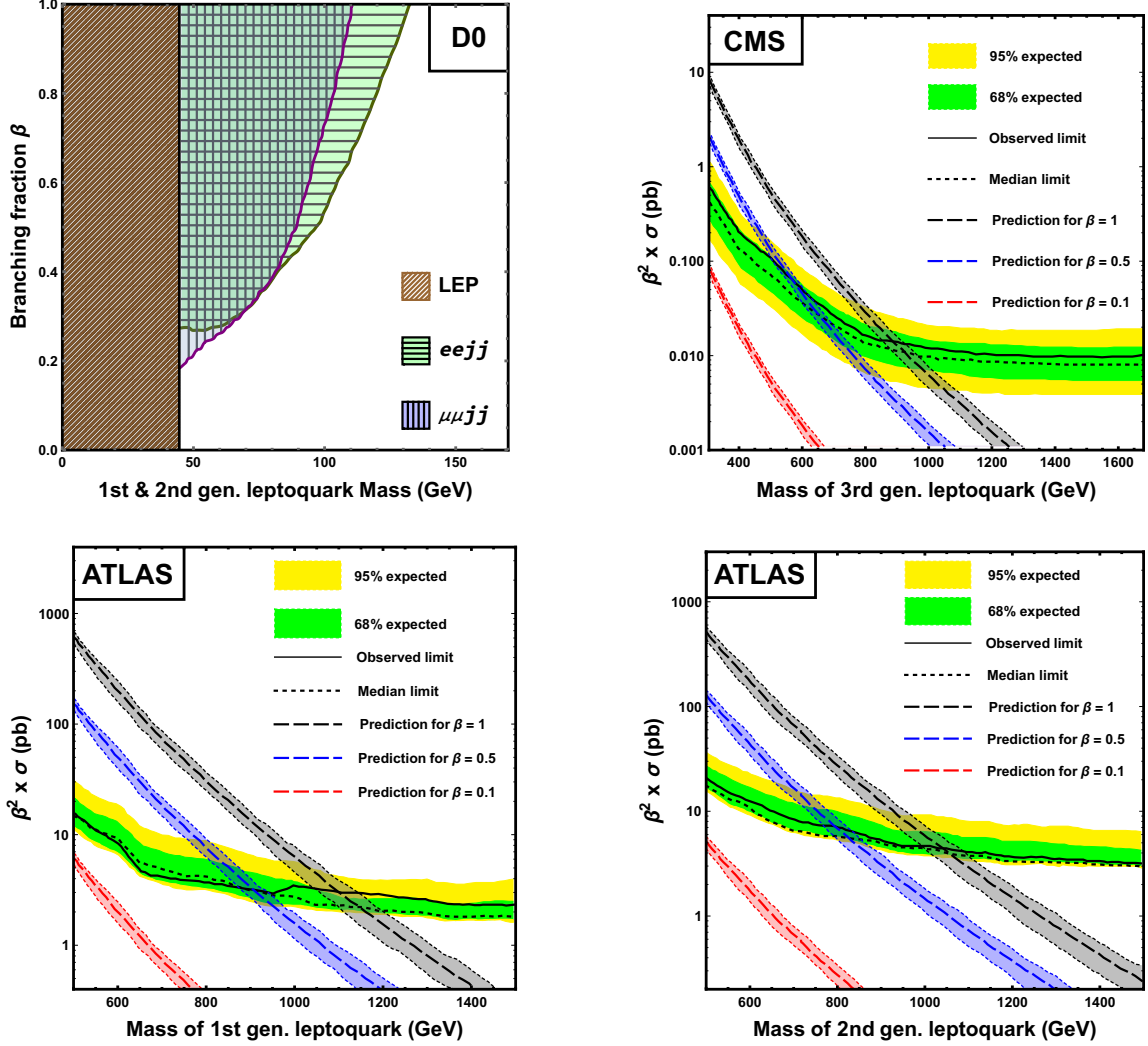 D0
Branching fraction β
1.0
0.8
0.6
0.4
0.2
0.0
LEP
eejj
μμjj
0 50 100 150
1st & 2nd gen. leptoquark Mass (GeV)
CMS
95% expected
68% expected
Observed limit
Median limit
Prediction for β = 1
Prediction for β = 0.5
Prediction for β = 0.1
β² x σ (pb)
10
1
0.100
0.010
0.001
400 600 800 1000 1200 1400 1600
Mass of 3rd gen. leptoquark (GeV)
ATLAS
95% expected
68% expected
Observed limit
Median limit
Prediction for β = 1
Prediction for β = 0.5
Prediction for β = 0.1
β² x σ (pb)
1000
100
10
1
600 800 1000 1200 1400
Mass of 1st gen. leptoquark (GeV)
ATLAS
95% expected
68% expected
Observed limit
Median limit
Prediction for β = 1
Prediction for β = 0.5
Prediction for β = 0.1
β² x σ (pb)
1000
100
10
1
600 800 1000 1200 1400
Mass of 2nd gen. leptoquark (GeV)